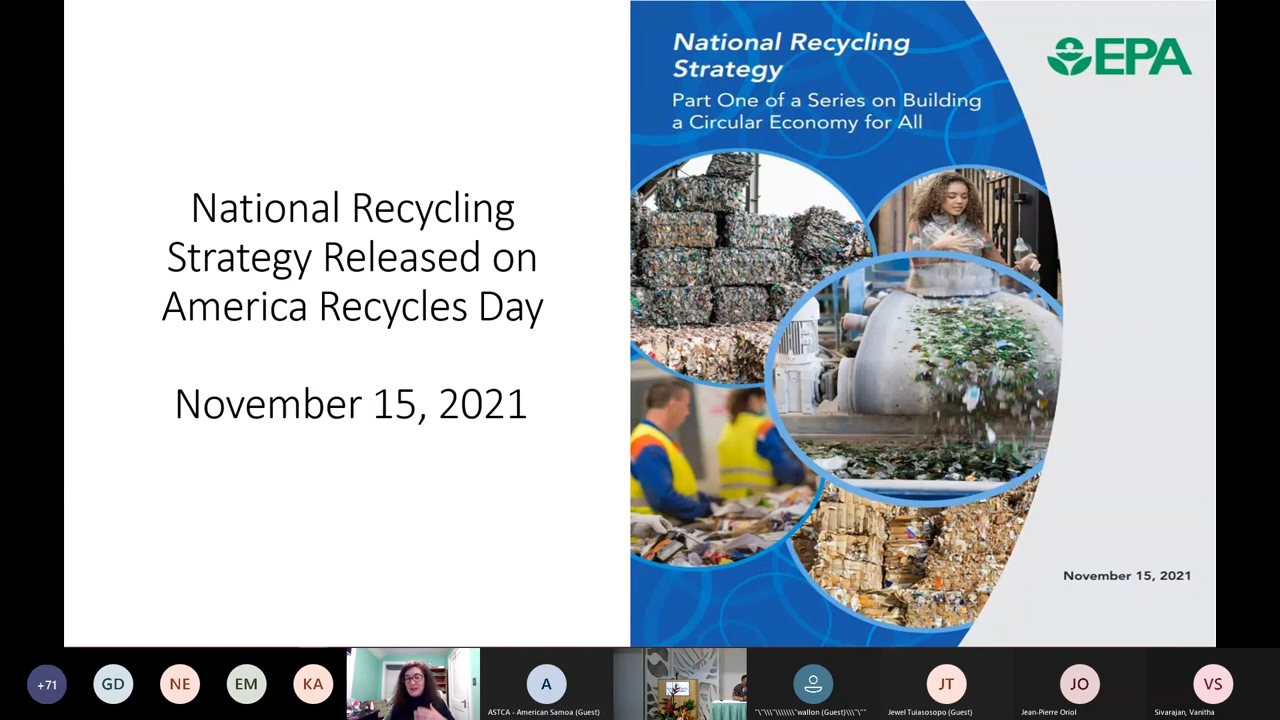 National Recycling
Strategy Released on
America Recycles Day
November 15, 2021
National Recycling
Strategy
Part One of a Series on Building
a Circular Economy for All
EPA
November 15, 2021
+71
GD
NE
EM
KA
A
ASTCA - American Samoa (Guest)
"\"\\\"\\\\\\\"wallon (Guest)\\\"\""
JT
Jewel Tuiasosopo (Guest)
JO
Jean-Pierre Oriol
VS
Sivarajan, Vanitha